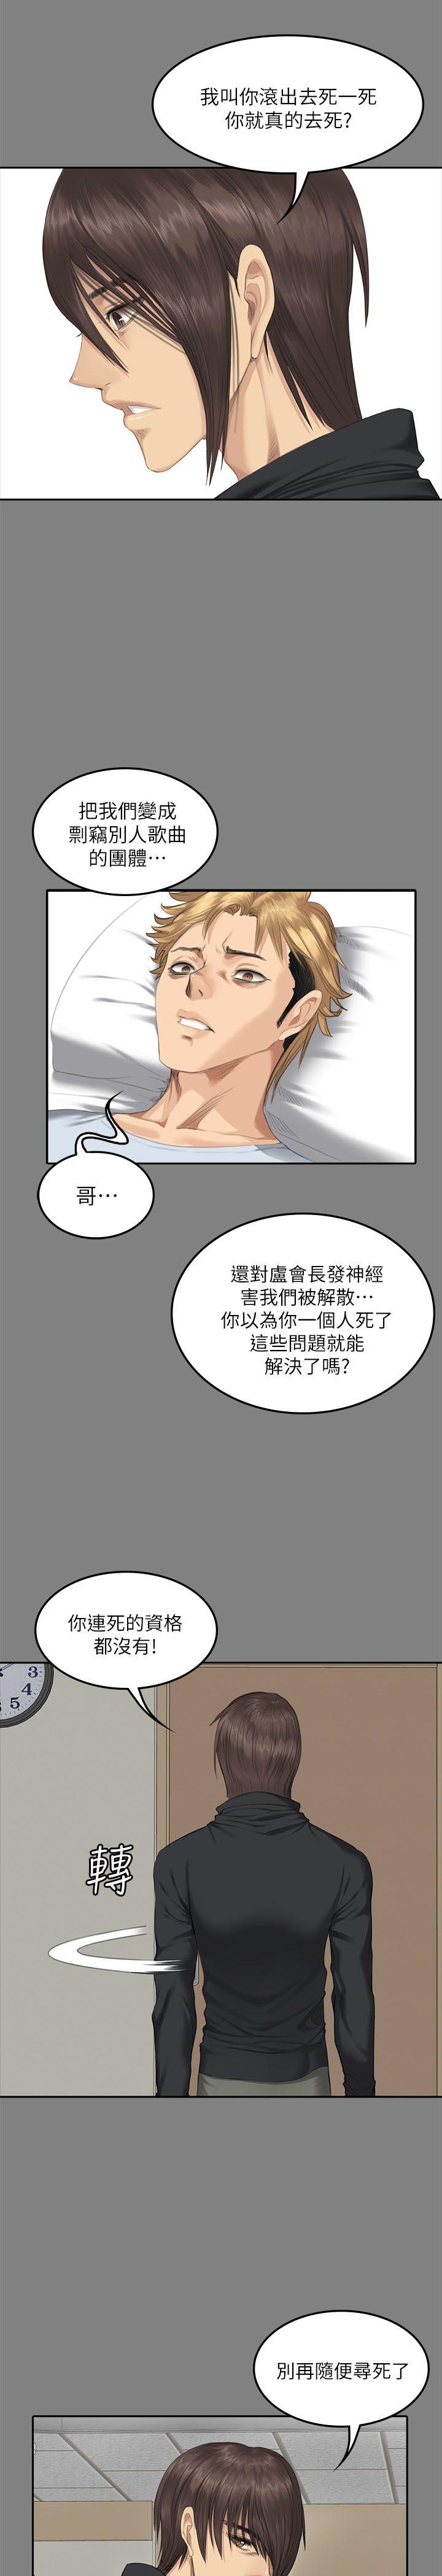 我叫你滾出去死一死
你就真的去死?
把我們變成
剽竊別人歌曲
的團體⋯
哥⋯
還對盧會長發神經
害我們被解散⋯
你以為你一個人死了
這些問題就能
解決了嗎?
你連死的資格
都沒有!
3
4
5
轉
別再隨便尋死了